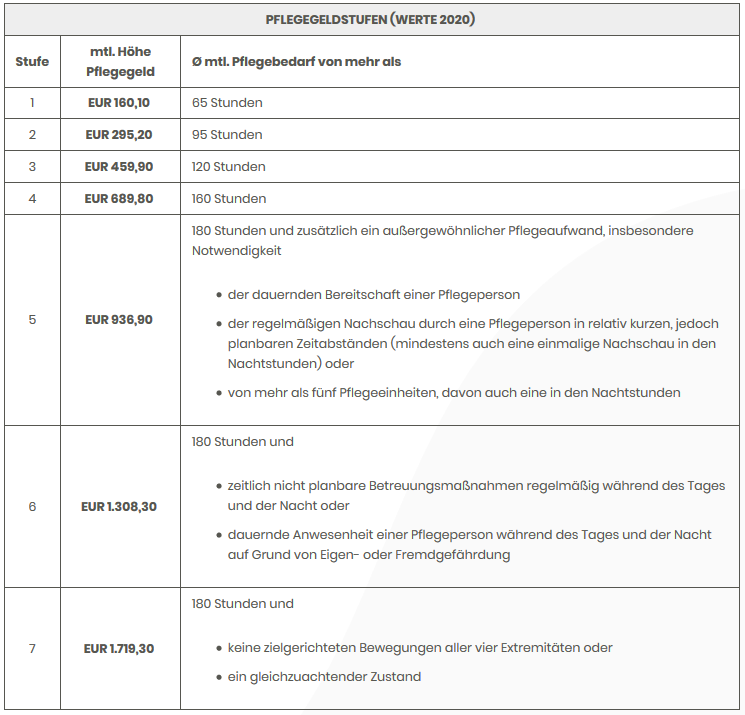 PFLEGEGELDSTUFEN (WERTE 2020)
Stufe
mtl. Höhe
Pflegegeld
Ø mtl. Pflegebedarf von mehr als
1
EUR 160,10
65 Stunden
2
EUR 295,20
95 Stunden
3
EUR 459,90
120 Stunden
4
EUR 689,80
160 Stunden
5
EUR 936,90
180 Stunden und zusätzlich ein außergewöhnlicher Pflegeaufwand, insbesondere
Notwendigkeit
• der dauernden Bereitschaft einer Pflegeperson
• der regelmäßigen Nachschau durch eine Pflegeperson in relativ kurzen, jedoch
planbaren Zeitabständen (mindestens auch eine einmalige Nachschau in den
Nachtstunden) oder
• von mehr als fünf Pflegeeinheiten, davon auch eine in den Nachtstunden
6
EUR 1.308,30
180 Stunden und
• zeitlich nicht planbare Betreuungsmaßnahmen regelmäßig während des Tages
und der Nacht oder
• dauernde Anwesenheit einer Pflegeperson während des Tages und der Nacht
auf Grund von Eigen- oder Fremdgefährdung
7
EUR 1.719,30
180 Stunden und
• keine zielgerichteten Bewegungen aller vier Extremitäten oder
• ein gleichzuachtender Zustand